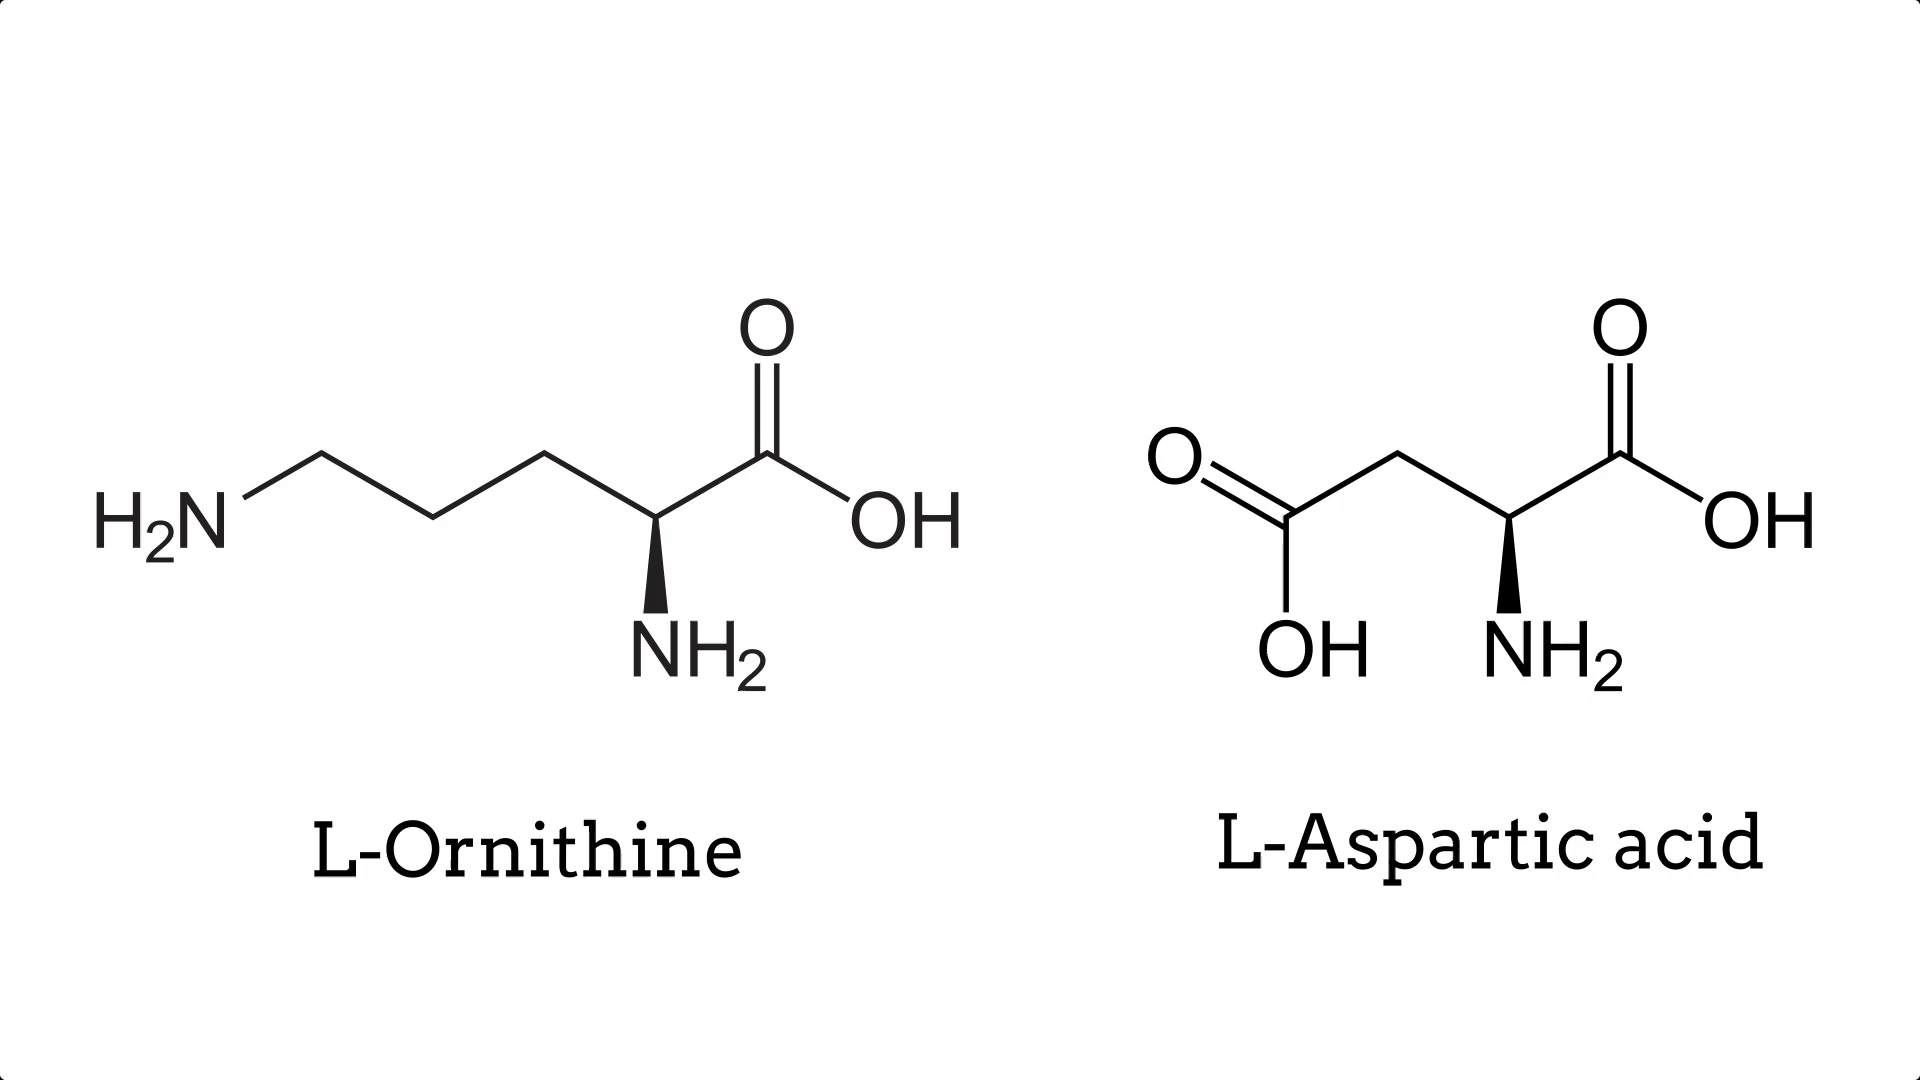 O
H2N
OH
NH2
L-Ornithine
O
O
OH
OH
NH2
L-Aspartic acid